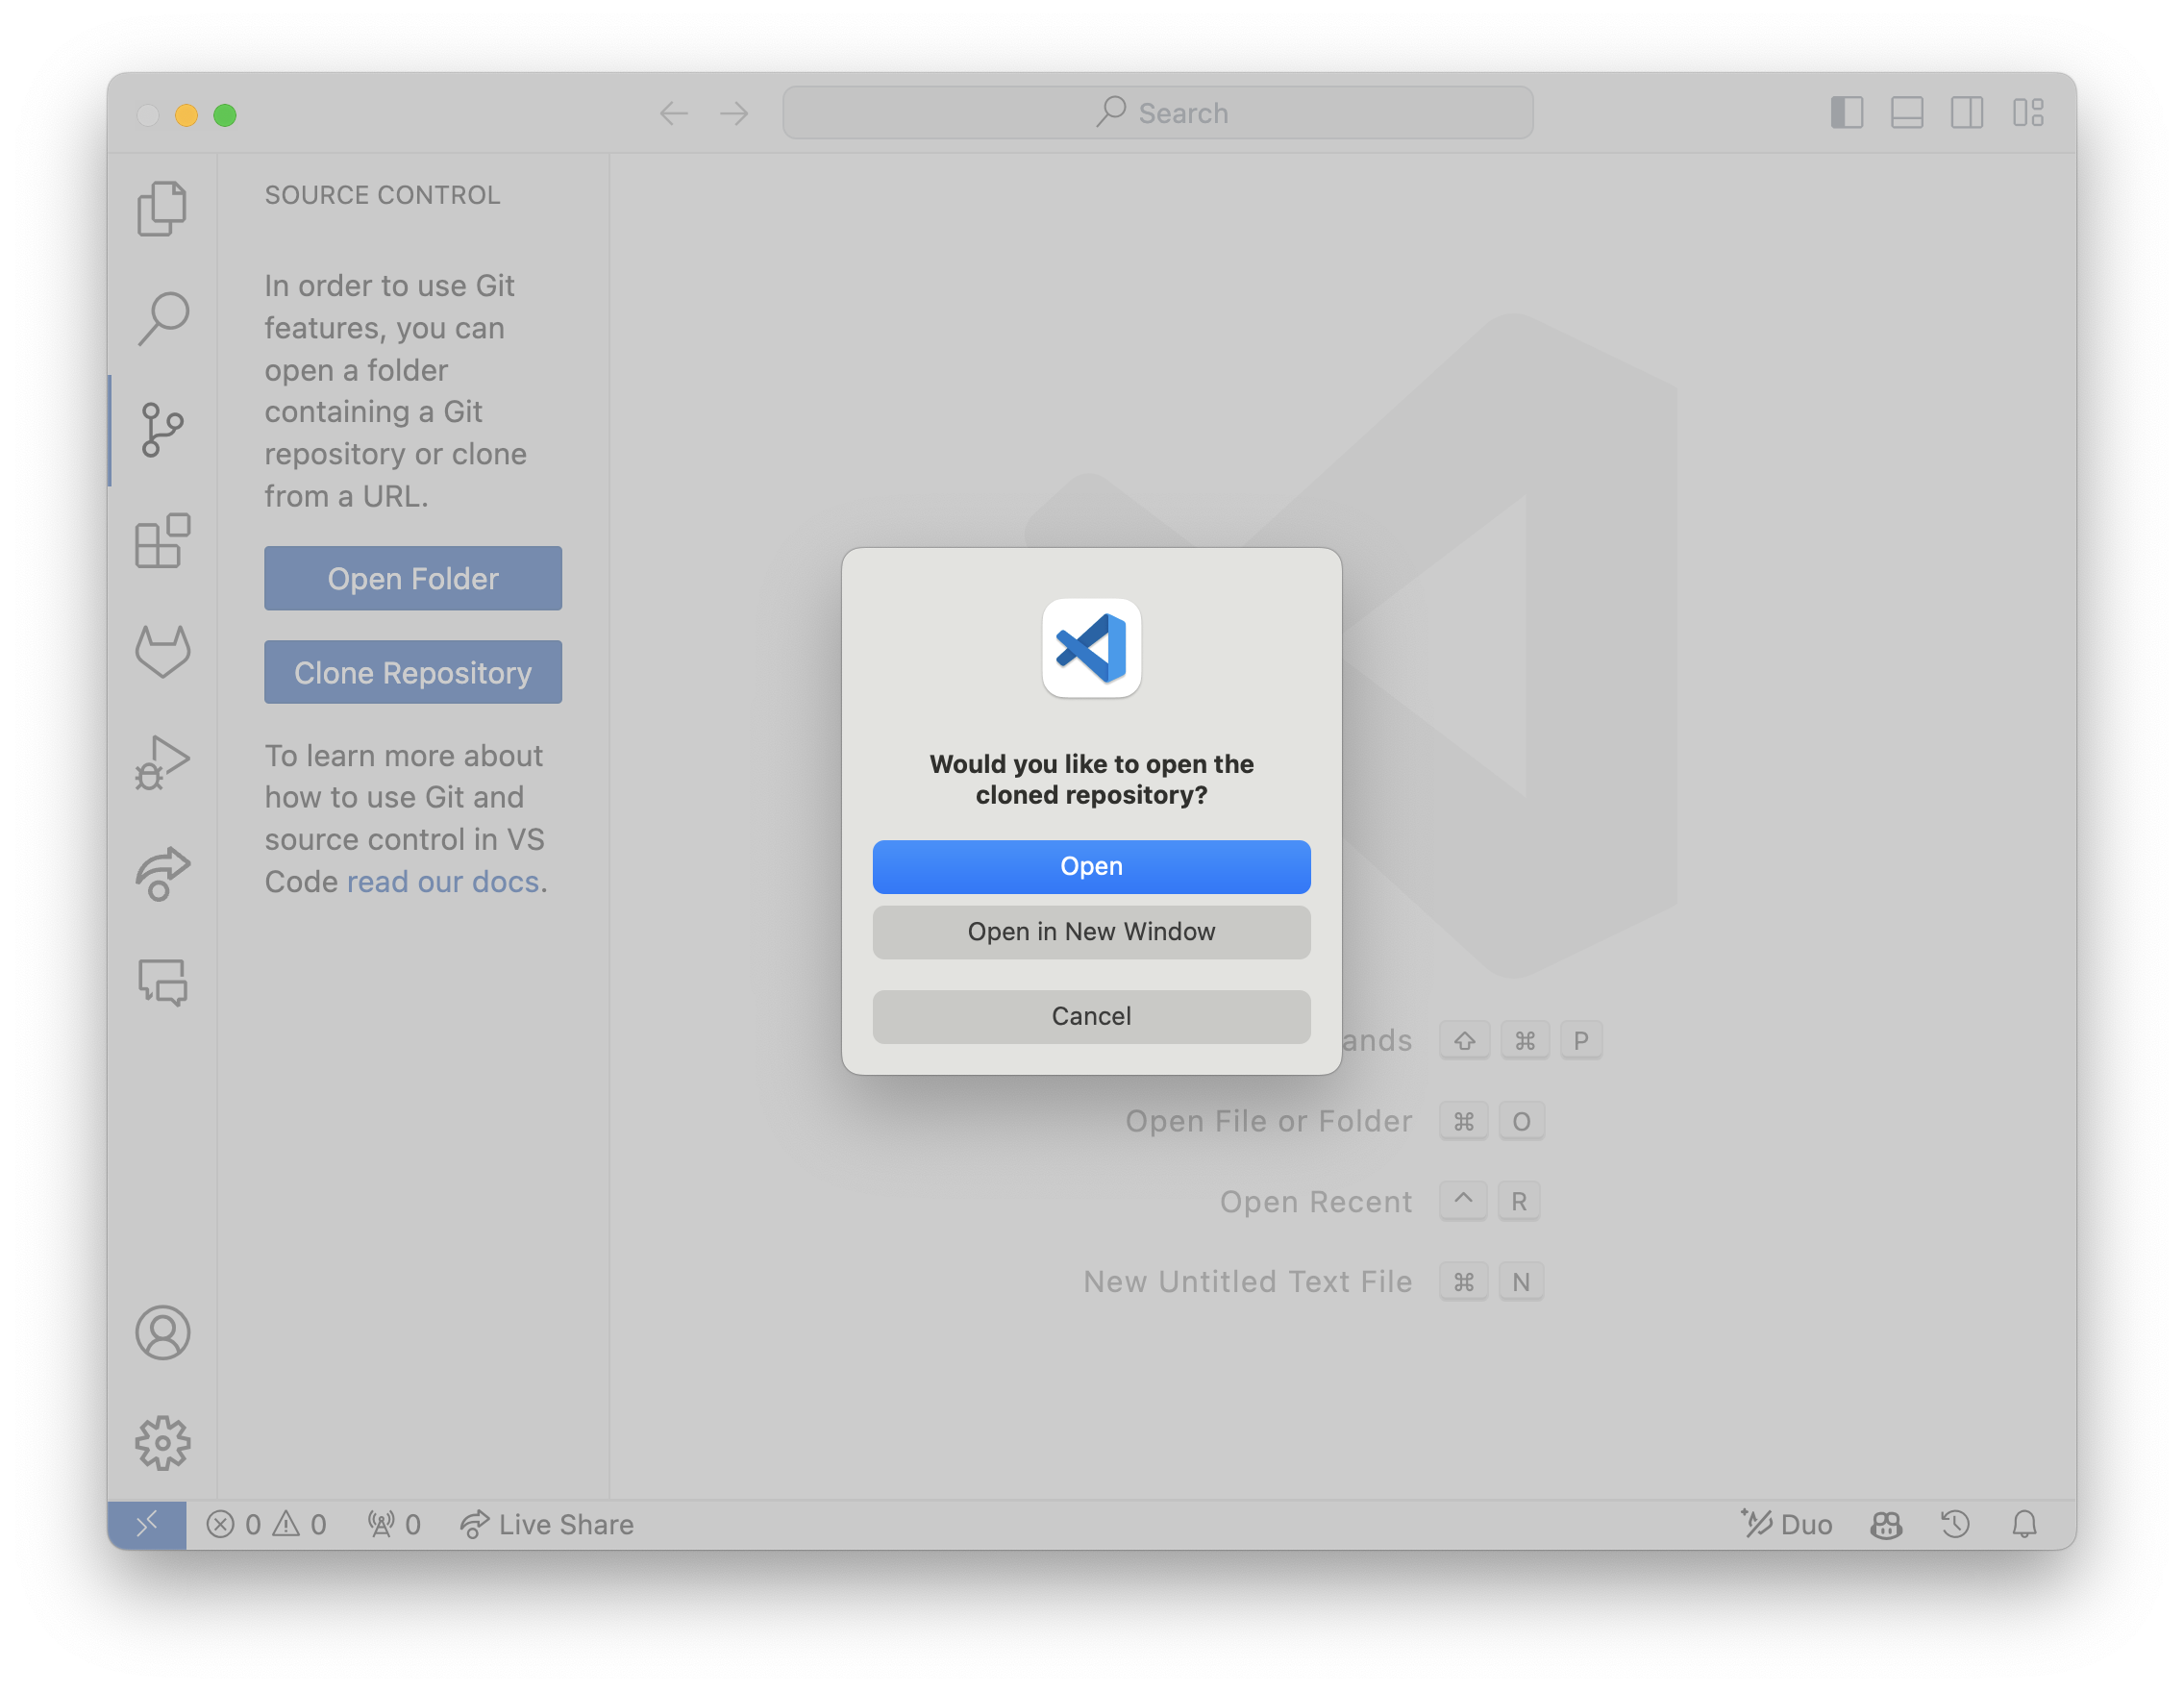 Search
SOURCE CONTROL
In order to use Git
features, you can
open a folder
containing a Git
repository or clone
from a URL.
Open Folder
Clone Repository
To learn more about
how to use Git and
source control in VS
Code read our docs.
Would you like to open the
cloned repository?
Open
Open in New Window
Cancel
ands ⇧ ⌘ P
Open File or Folder ⌘ O
Open Recent ^ R
New Untitled Text File ⌘ N
0 0 0 Live Share Duo